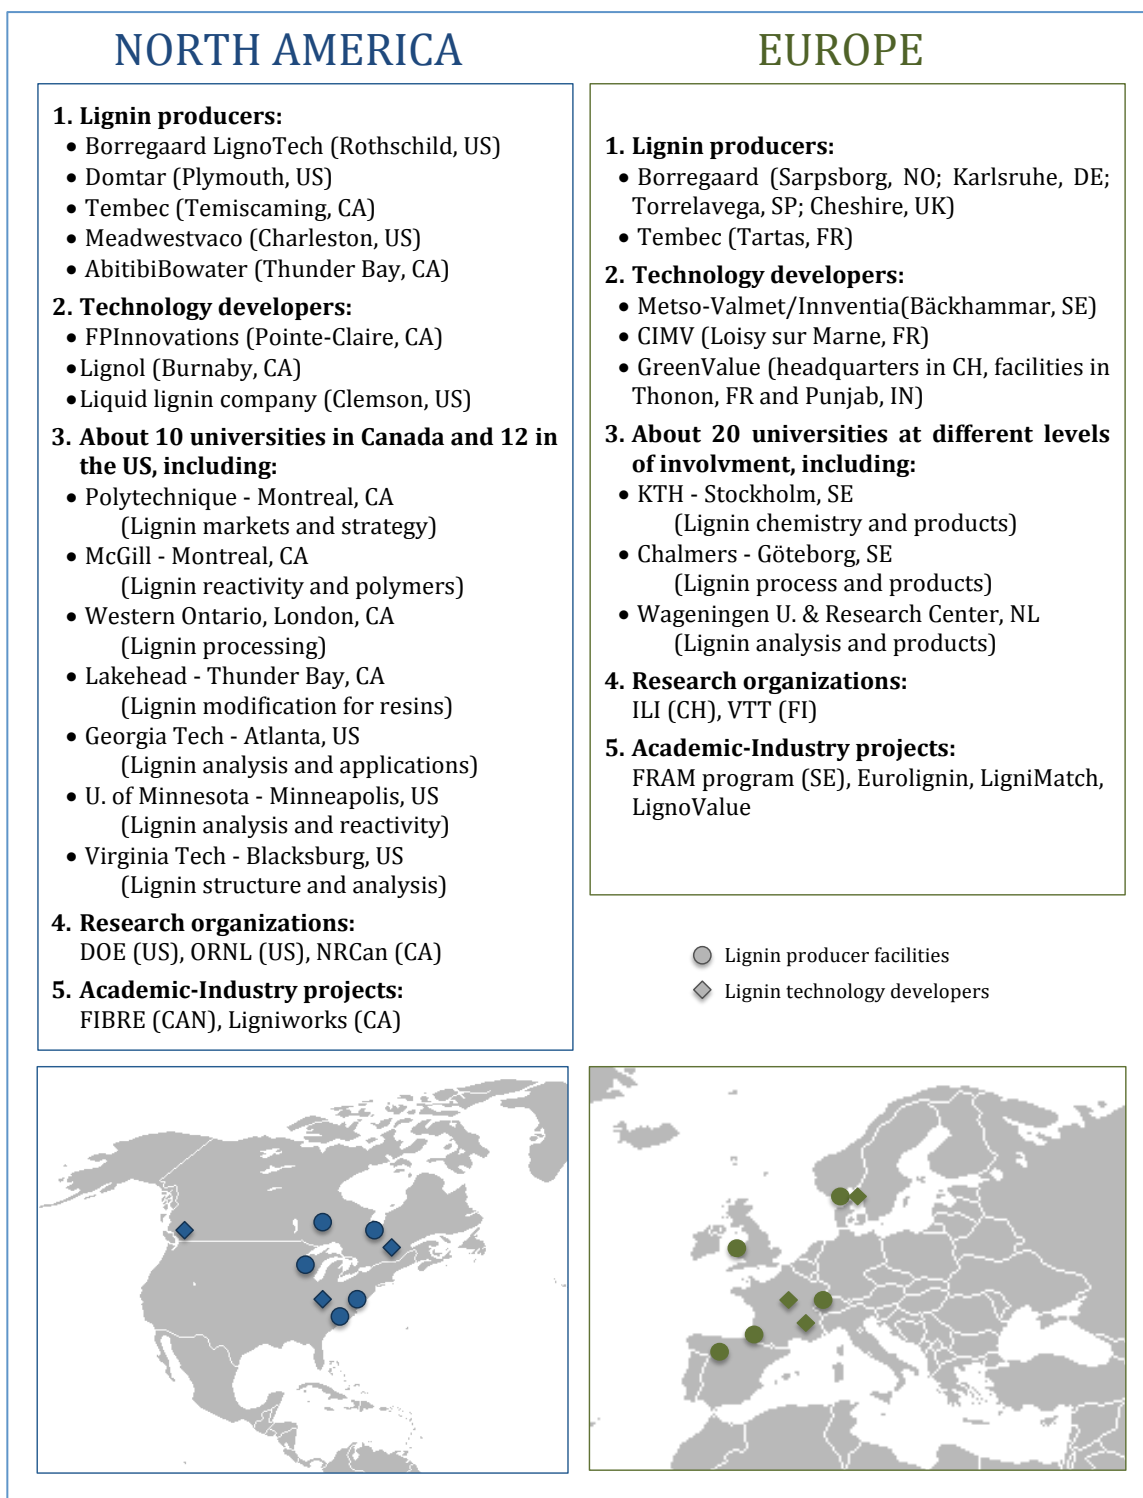 NORTH AMERICA
1. Lignin producers:
• Borregaard LignoTech (Rothschild, US)
• Domtar (Plymouth, US)
• Tembec (Temiscaming, CA)
• Meadwestvaco (Charleston, US)
• AbitibiBowater (Thunder Bay, CA)
2. Technology developers:
• FPInnovations (Pointe-Claire, CA)
•Lignol (Burnaby, CA)
•Liquid lignin company (Clemson, US)
3. About 10 universities in Canada and 12 in
the US, including:
• Polytechnique - Montreal, CA
(Lignin markets and strategy)
• McGill - Montreal, CA
(Lignin reactivity and polymers)
• Western Ontario, London, CA
(Lignin processing)
• Lakehead - Thunder Bay, CA
(Lignin modification for resins)
• Georgia Tech - Atlanta, US
(Lignin analysis and applications)
• U. of Minnesota - Minneapolis, US
(Lignin analysis and reactivity)
• Virginia Tech - Blacksburg, US
(Lignin structure and analysis)
4. Research organizations:
DOE (US), ORNL (US), NRCan (CA)
5. Academic-Industry projects:
FIBRE (CAN), Ligniworks (CA)
EUROPE
1. Lignin producers:
• Borregaard (Sarpsborg, NO; Karlsruhe, DE;
Torrelavega, SP; Cheshire, UK)
• Tembec (Tartas, FR)
2. Technology developers:
• Metso-Valmet/Innventia(Bäckhammar, SE)
• CIMV (Loisy sur Marne, FR)
• GreenValue (headquarters in CH, facilities in
Thonon, FR and Punjab, IN)
3. About 20 universities at different levels
of involvment, including:
• KTH - Stockholm, SE
(Lignin chemistry and products)
• Chalmers - Göteborg, SE
(Lignin process and products)
• Wageningen U. & Research Center, NL
(Lignin analysis and products)
4. Research organizations:
ILI (CH), VTT (FI)
5. Academic-Industry projects:
FRAM program (SE), Eurolignin, LigniMatch,
LignoValue
Lignin producer facilities
Lignin technology developers